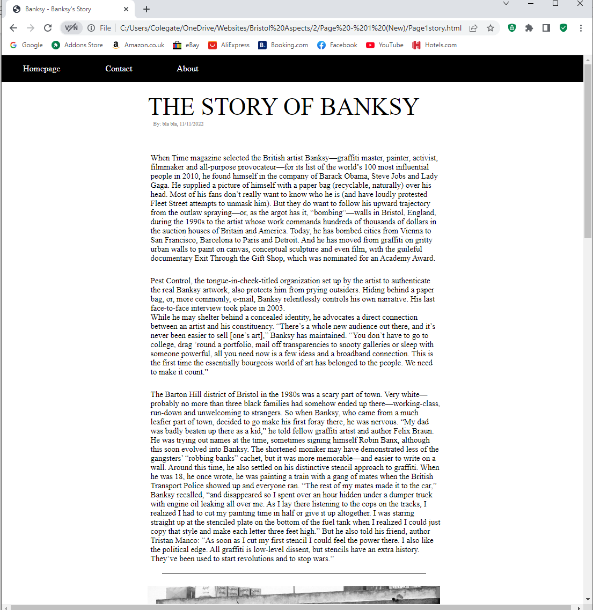 Banksy - Banksy's Story
File
C:/Users/Colegate/OneDrive/Websites/Bristol%20Aspects/2/Page%20-%201%20(New)/Page1story.html
Google
Addons Store
Amazon.co.uk
eBay
AliExpress
Booking.com
Facebook
YouTube
Hotels.com
Homepage
Contact
About
THE STORY OF BANKSY
By: bla bla, 11/11/2022
When Time magazine selected the British artist Banksy—graffiti master, painter, activist,
filmmaker and all-purpose provocateur—for its list of the world's 100 most influential
people in 2010, he found himself in the company of Barack Obama, Steve Jobs and Lady
Gaga. He supplied a picture of himself with a paper bag (recyclable, naturally) over his
head. Most of his fans don't really want to know who he is (and have loudly protested
Fleet Street attempts to unmask him). But they do want to follow his upward trajectory
from the outlaw spraying—or, as the argot has it, "bombing"—walls in Bristol, England,
during the 1990s to the artist whose work commands hundreds of thousands of dollars in
the auction houses of Britain and America. Today, he has bombed cities from Vienna to
San Francisco, Barcelona to Paris and Detroit. And he has moved from graffiti on gritty
urban walls to paint on canvas, conceptual sculpture and even film, with the guileful
documentary Exit Through the Gift Shop, which was nominated for an Academy Award.
Pest Control, the tongue-in-cheek-titled organization set up by the artist to authenticate
the real Banksy artwork, also protects him from prying outsiders. Hiding behind a paper
bag, or, more commonly, e-mail, Banksy relentlessly controls his own narrative. His last
face-to-face interview took place in 2003.
While he may shelter behind a concealed identity, he advocates a direct connection
between an artist and his constituency. "There's a whole new audience out there, and it's
never been easier to sell [one's art]," Banksy has maintained. "You don't have to go to
college, drag 'round a portfolio, mail off transparencies to snooty galleries or sleep with
someone powerful, all you need now is a few ideas and a broadband connection. This is
the first time the essentially bourgeois world of art has belonged to the people. We need
to make it count."
The Barton Hill district of Bristol in the 1980s was a scary part of town. Very white—
probably no more than three black families had somehow ended up there—working-class,
run-down and unwelcoming to strangers. So when Banksy, who came from a much
leafier part of town, decided to go make his first foray there, he was nervous. "My dad
was badly beaten up there as a kid," he told fellow graffiti artist and author Felix Braun.
He was trying out names at the time, sometimes signing himself Robin Banx, although
this soon evolved into Banksy. The shortened moniker may have demonstrated less of the
gangsters' "robbing banks" cachet, but it was more memorable—and easier to write on a
wall. Around this time, he also settled on his distinctive stencil approach to graffiti. When
he was 18, he once wrote, he was painting a train with a gang of mates when the British
Transport Police showed up and everyone ran. "The rest of my mates made it to the car,"
Banksy recalled, "and disappeared so I spent over an hour hidden under a dumper truck
with engine oil leaking all over me. As I lay there listening to the cops on the tracks, I
realized I had to cut my painting time in half or give it up altogether. I was staring
straight up at the stenciled plate on the bottom of the fuel tank when I realized I could just
copy that style and make each letter three feet high." But he also told his friend, author
Tristan Manco: "As soon as I cut my first stencil I could feel the power there. I also like
the political edge. All graffiti is low-level dissent, but stencils have an extra history.
They've been used to start revolutions and to stop wars."